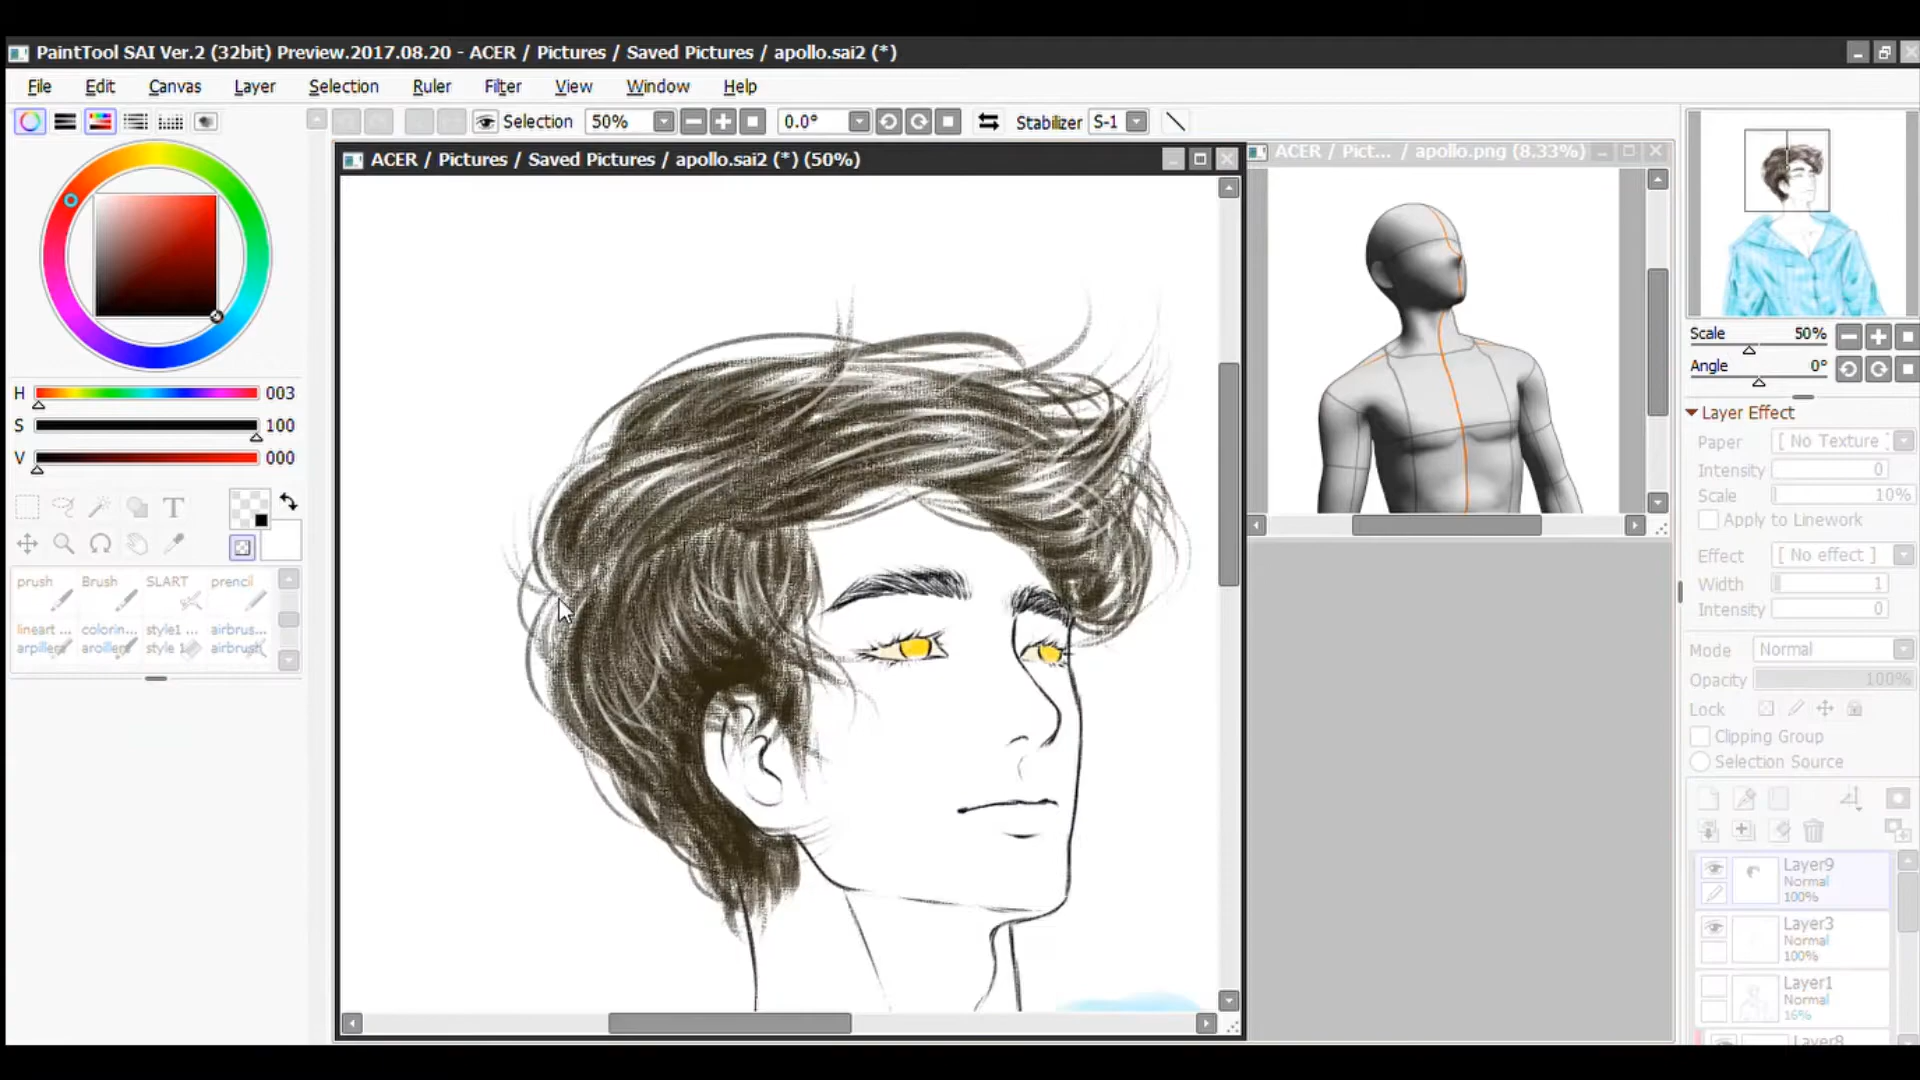 PaintTool SAI Ver.2 (32bit) Preview.2017.08.20 - ACER / Pictures / Saved Pictures / apollo.sai2 (*)
File Edit Canvas Layer Selection Ruler Filter View Window Help
Selection 50% 0.0° Stabilizer S-1
ACER / Pictures / Saved Pictures / apollo.sai2 (*) (50%)
ACER / Pict... / apollo.png (8.33%)
H 003
S 100
V 000
T
prush Brush SLART prencil
lineart ... colorin... style1 ... airbrus...
arpillery aroillery style 1 airbrush
Scale 50%
Angle 0°
Layer Effect
Paper [ No Texture ]
Intensity 0
Scale 10%
Apply to Linework
Effect [ No effect ]
Width 1
Intensity 0
Mode Normal
Opacity 100%
Lock
Clipping Group
Selection Source
Layer9
Normal
100%
Layer3
Normal
100%
Layer1
Normal
16%
Layer8